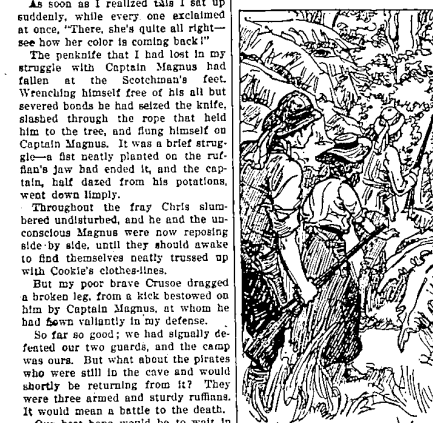 As soon as I realized this I sat up
suddenly, while every one exclaimed
at once, "There, she's quite all right—
see how her color is coming back!"
The penknife that I had lost in my
struggle with Captain Magnus had
fallen at the Scotchman's feet.
Wrenching himself free of his all but
severed bonds he had seized the knife,
slashed through the rope that held
him to the tree, and flung himself on
Captain Magnus. It was a brief strug-
gle—a fist neatly planted on the ruf-
fian's jaw had ended it, and the cap-
tain, half dazed from his potations,
went down limply.
Throughout the fray Chris slum-
bered undisturbed, and he and the un-
conscious Magnus were now reposing
side by side, until they should awake
to find themselves neatly trussed up
with Cookie's clothes-lines.
But my poor brave Crusoe dragged
a broken leg, from a kick bestowed on
him by Captain Magnus, at whom he
had flown valiantly in my defense.
So far so good; we had signally de-
feated our two guards, and the camp
was ours. But what about the pirates
who were still in the cave and would
shortly be returning from it? They
were three armed and sturdy ruffians.
It would mean a battle to the death.
Our best hope would be to wait in